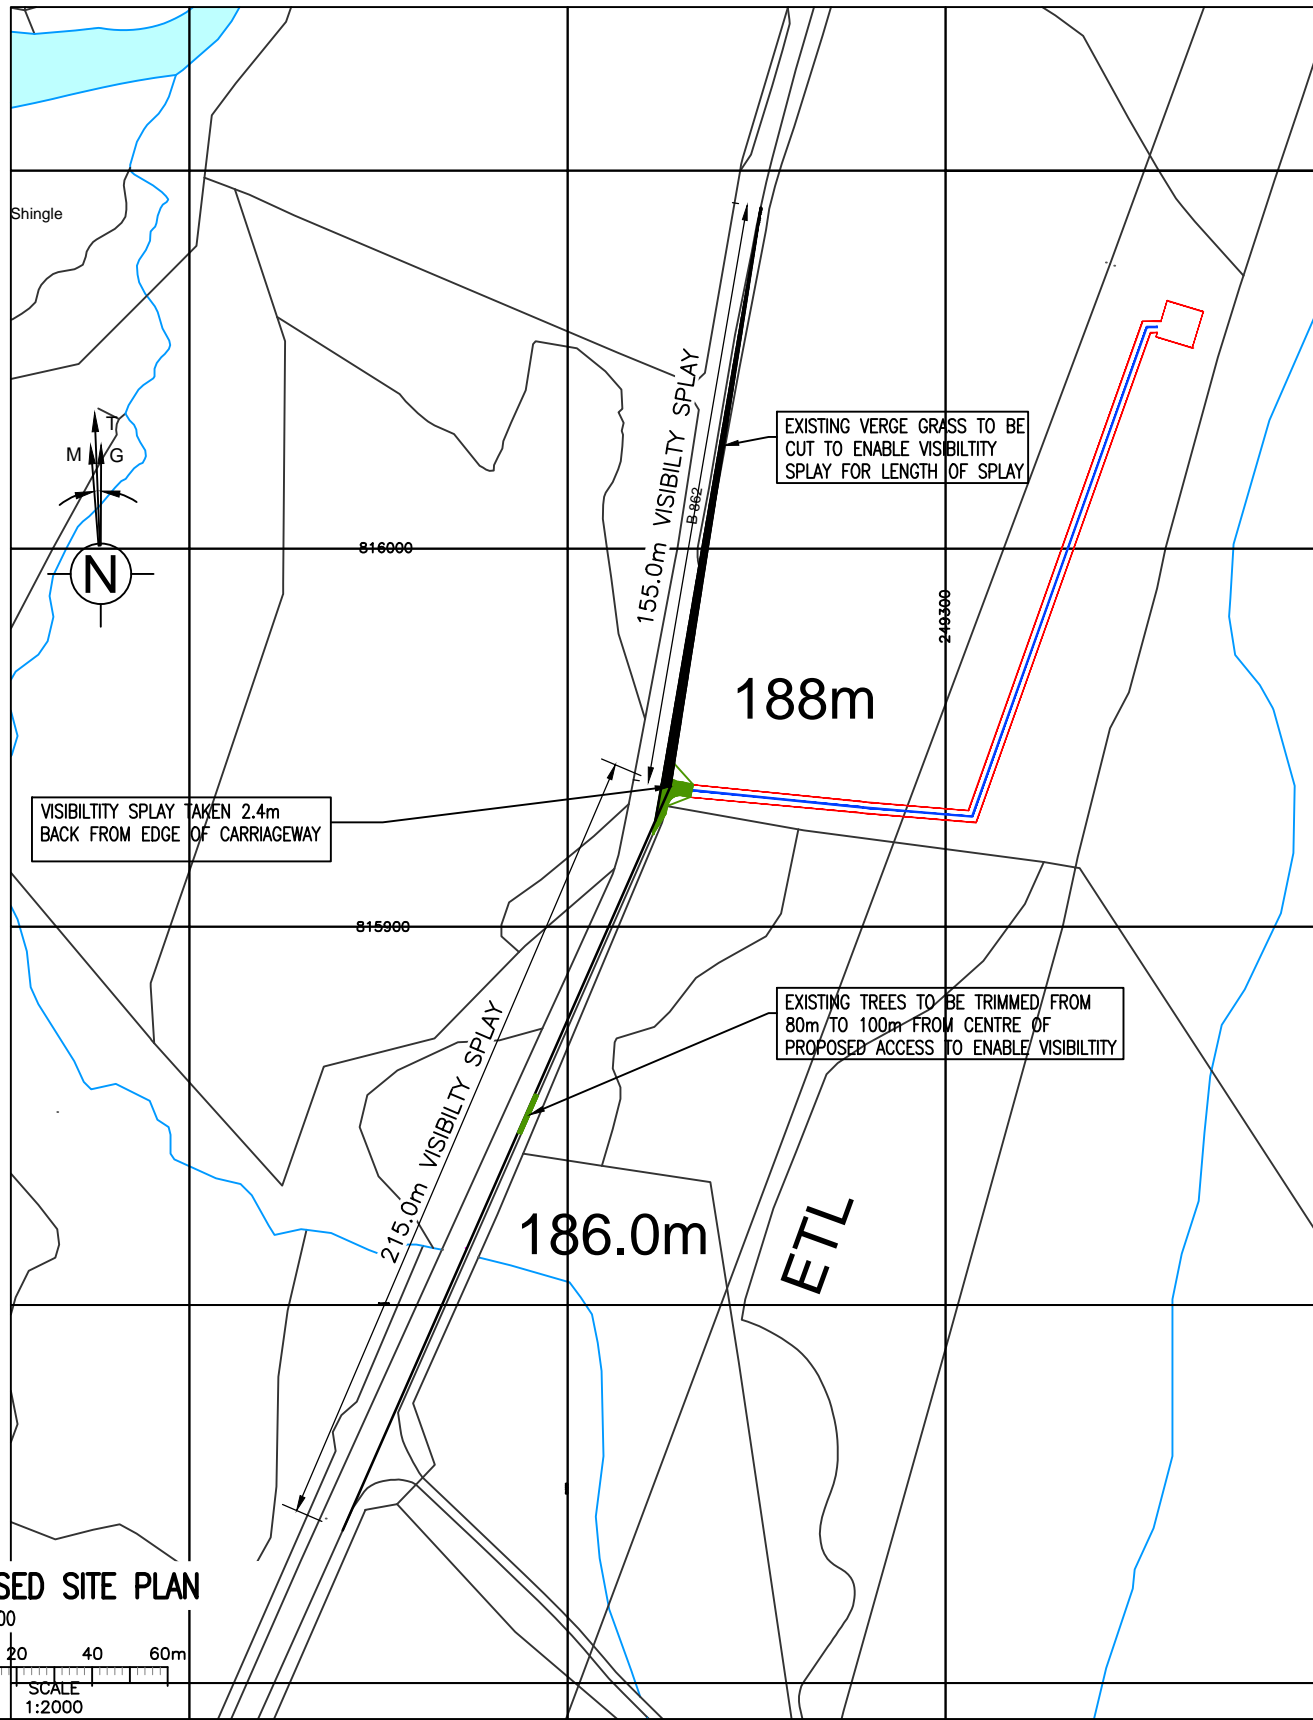 Shingle
T
M
G
N
155.0m VISIBILTY SPLAY
B 862
EXISTING VERGE GRASS TO BE
CUT TO ENABLE VISIBILTITY
SPLAY FOR LENGTH OF SPLAY
816000
249300
188m
VISIBILTITY SPLAY TAKEN 2.4m
BACK FROM EDGE OF CARRIAGEWAY
815900
EXISTING TREES TO BE TRIMMED FROM
80m TO 100m FROM CENTRE OF
PROPOSED ACCESS TO ENABLE VISIBILTITY
215.0m VISIBILTY SPLAY
186.0m
ETL
SED SITE PLAN
00
20 40 60m
SCALE
1:2000